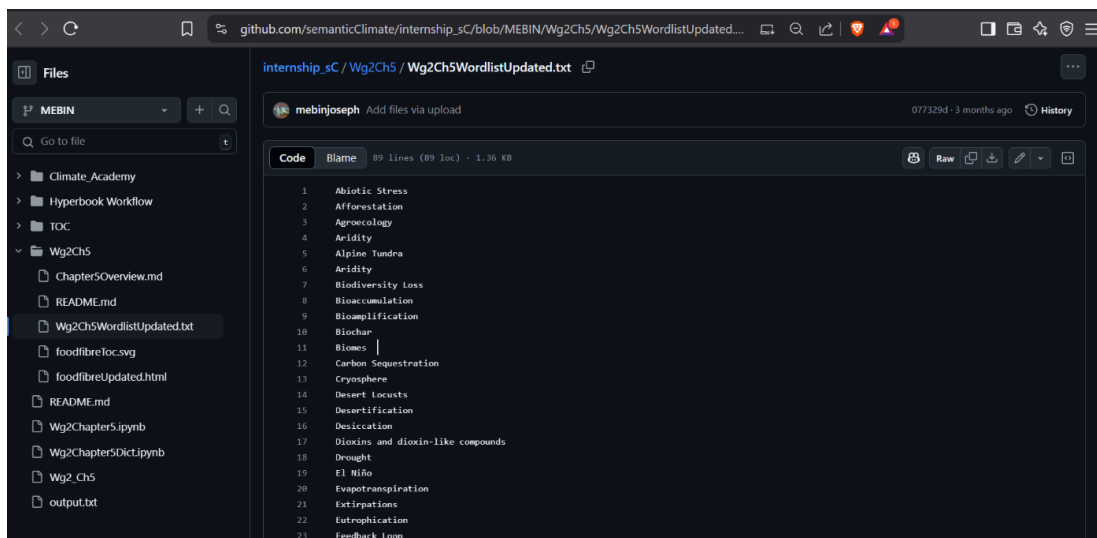 github.com/semanticClimate/internship_sC/blob/MEBIN/Wg2Ch5/Wg2Ch5WordlistUpdated....
Files
MEBIN
Go to file
t
Climate_Academy
Hyperbook Workflow
TOC
Wg2Ch5
Chapter5Overview.md
README.md
Wg2Ch5WordlistUpdated.txt
foodfibreToc.svg
foodfibreUpdated.html
README.md
Wg2Chapter5.ipynb
Wg2Chapter5Dict.ipynb
Wg2_Ch5
output.txt
internship_sC / Wg2Ch5 / Wg2Ch5WordlistUpdated.txt
mebinjoseph Add files via upload 077329d · 3 months ago History
Code Blame 89 lines (89 loc) · 1.36 KB Raw
1 Abiotic Stress
2 Afforestation
3 Agroecology
4 Aridity
5 Alpine Tundra
6 Aridity
7 Biodiversity Loss
8 Bioaccumulation
9 Bioamplification
10 Biochar
11 Biomes
12 Carbon Sequestration
13 Cryosphere
14 Desert Locusts
15 Desertification
16 Desiccation
17 Dioxins and dioxin-like compounds
18 Drought
19 El Niño
20 Evapotranspiration
21 Extirpations
22 Eutrophication
23 Feedback Loop